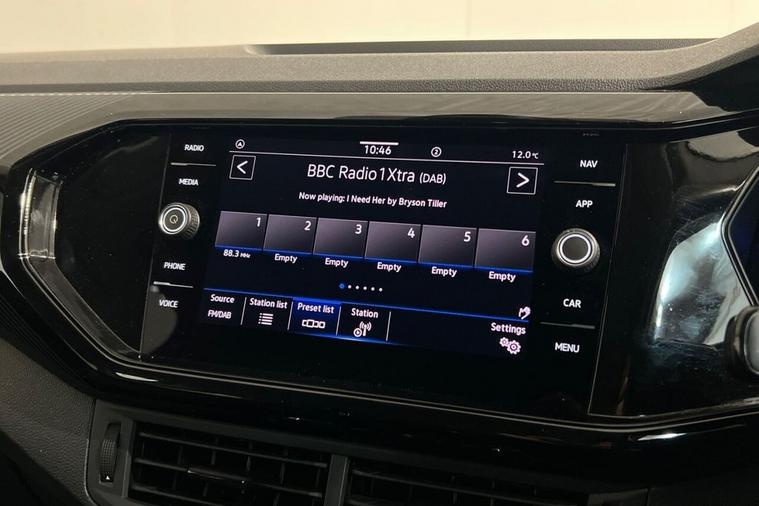 RADIO
MEDIA
PHONE
VOICE
A 10:46 2 12.0 °C
< BBC Radio 1Xtra (DAB) >
Now playing: I Need Her by Bryson Tiller
1 2 3 4 5 6
88.3 MHz Empty Empty Empty Empty Empty
Source Station list Preset list Station Settings
FM/DAB
NAV
APP
CAR
MENU